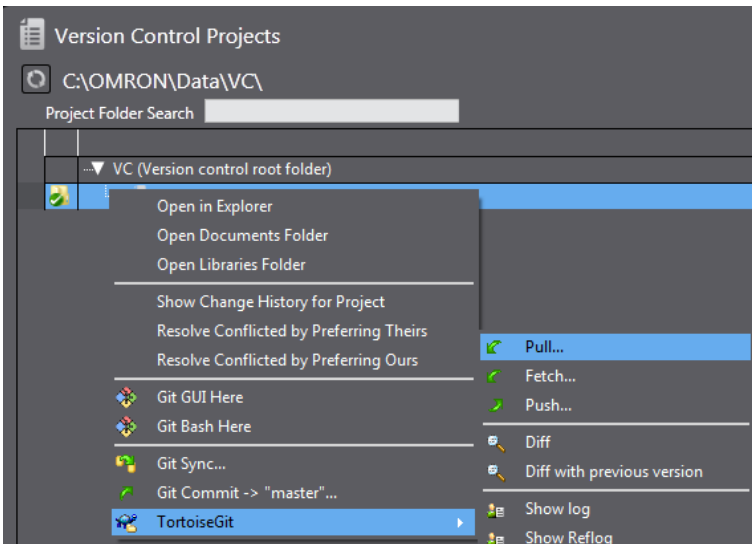 Version Control Projects
C:\OMRON\Data\VC\
Project Folder Search
VC (Version control root folder)
Open in Explorer
Open Documents Folder
Open Libraries Folder
Show Change History for Project
Resolve Conflicted by Preferring Theirs
Resolve Conflicted by Preferring Ours
Git GUI Here
Git Bash Here
Git Sync...
Git Commit -> "master"...
TortoiseGit
Pull...
Fetch...
Push...
Diff
Diff with previous version
Show log
Show Reflog